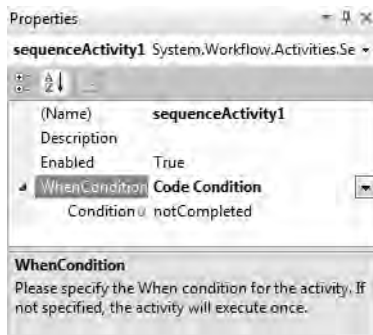 Properties
sequenceActivity1 System.Workflow.Activities.Se
(Name) sequenceActivity1
Description
Enabled True
WhenCondition Code Condition
Condition notCompleted
WhenCondition
Please specify the When condition for the activity. If
not specified, the activity will execute once.